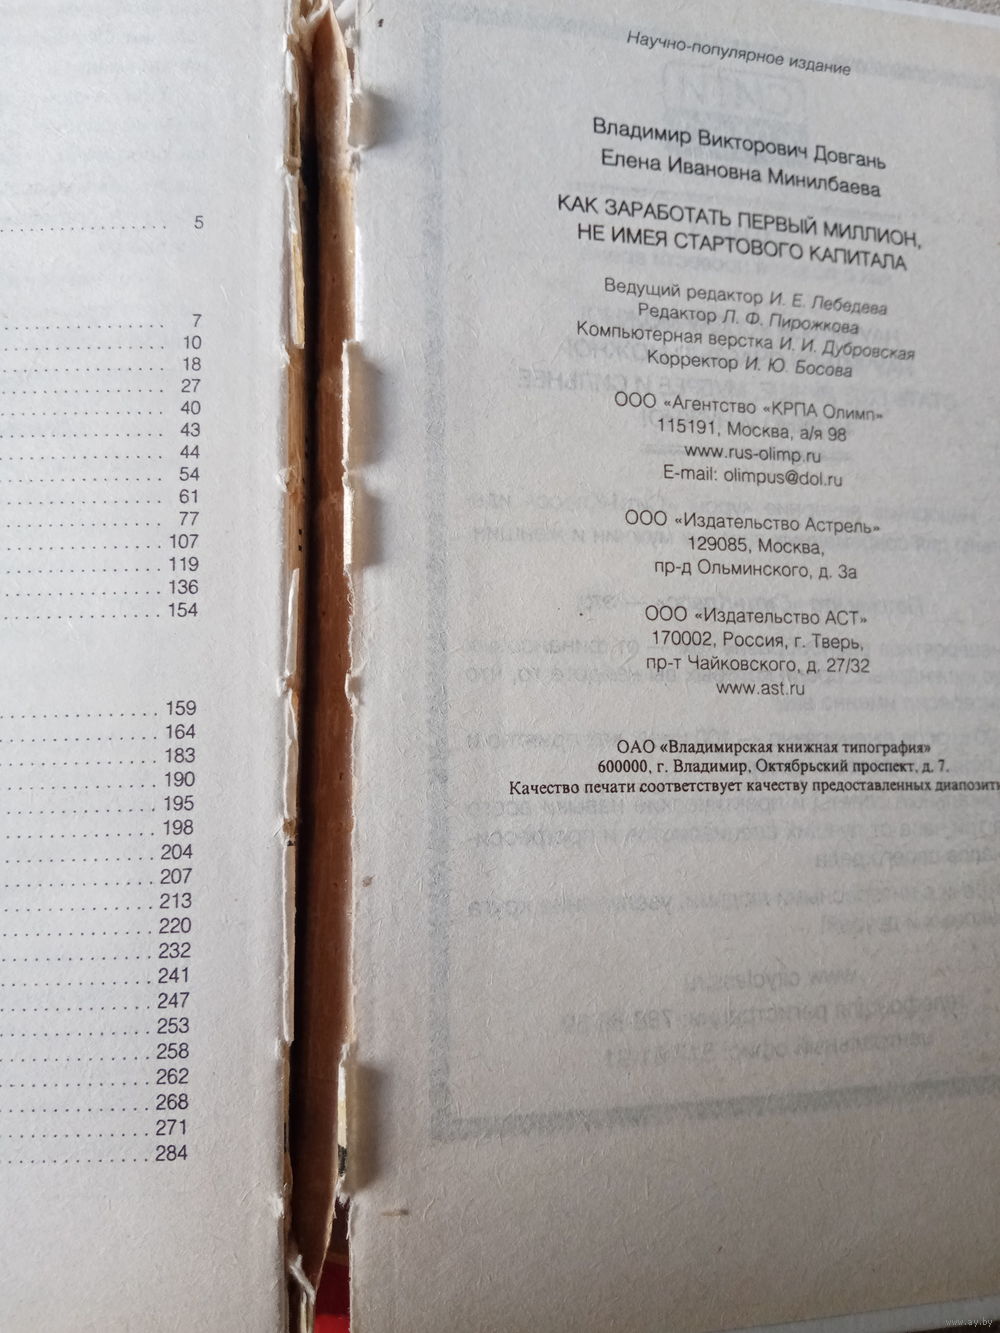 5
7
10
18
27
40
43
44
54
61
77
107
119
136
154
159
164
183
190
195
198
204
207
213
220
232
241
247
253
258
262
268
271
284
Научно-популярное издание
Владимир Викторович Довгань
Елена Ивановна Минилбаева
КАК ЗАРАБОТАТЬ ПЕРВЫЙ МИЛЛИОН,
НЕ ИМЕЯ СТАРТОВОГО КАПИТАЛА
Ведущий редактор И. Е. Лебедева
Редактор Л. Ф. Пирожкова
Компьютерная верстка И. И. Дубровская
Корректор И. Ю. Босова
ООО «Агентство «КРПА Олимп»
115191, Москва, а/я 98
www.rus-olimp.ru
E-mail: olimpus@dol.ru
ООО «Издательство Астрель»
129085, Москва,
пр-д Ольминского, д. 3а
ООО «Издательство АСТ»
170002, Россия, г. Тверь,
пр-т Чайковского, д. 27/32
www.ast.ru
ОАО «Владимирская книжная типография»
600000, г. Владимир, Октябрьский проспект, д. 7.
Качество печати соответствует качеству предоставленных диапозити
www.ay.by